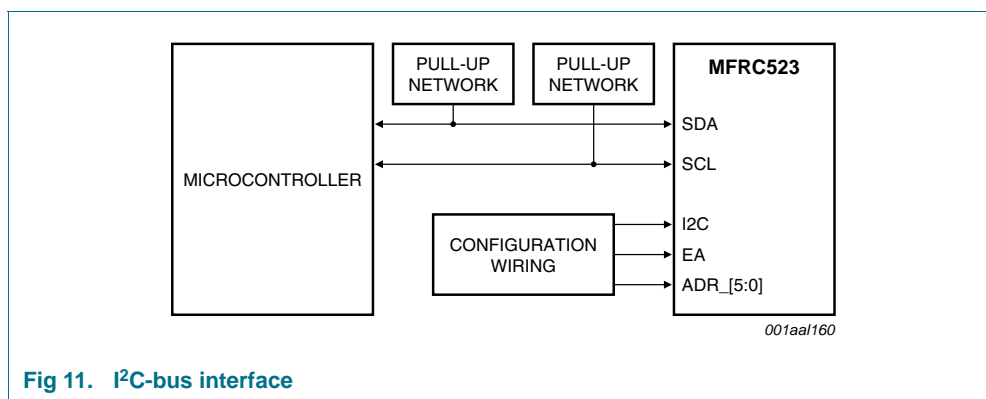 PULL-UP
NETWORK
PULL-UP
NETWORK
MFRC523
SDA
SCL
MICROCONTROLLER
I2C
CONFIGURATION
WIRING
EA
ADR_[5:0]
001aal160
Fig 11. I²C-bus interface